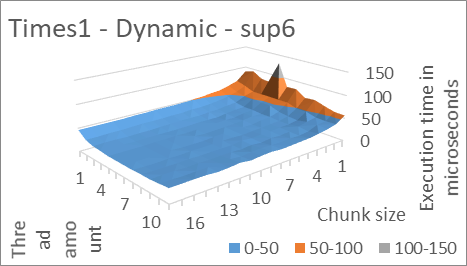 Times1 - Dynamic - sup6
150
100
50
0
Execution time in
microseconds
1
4
7
10
Thre
ad
amo
unt
16
13
10
7
4
1
Chunk size
0-50 50-100 100-150